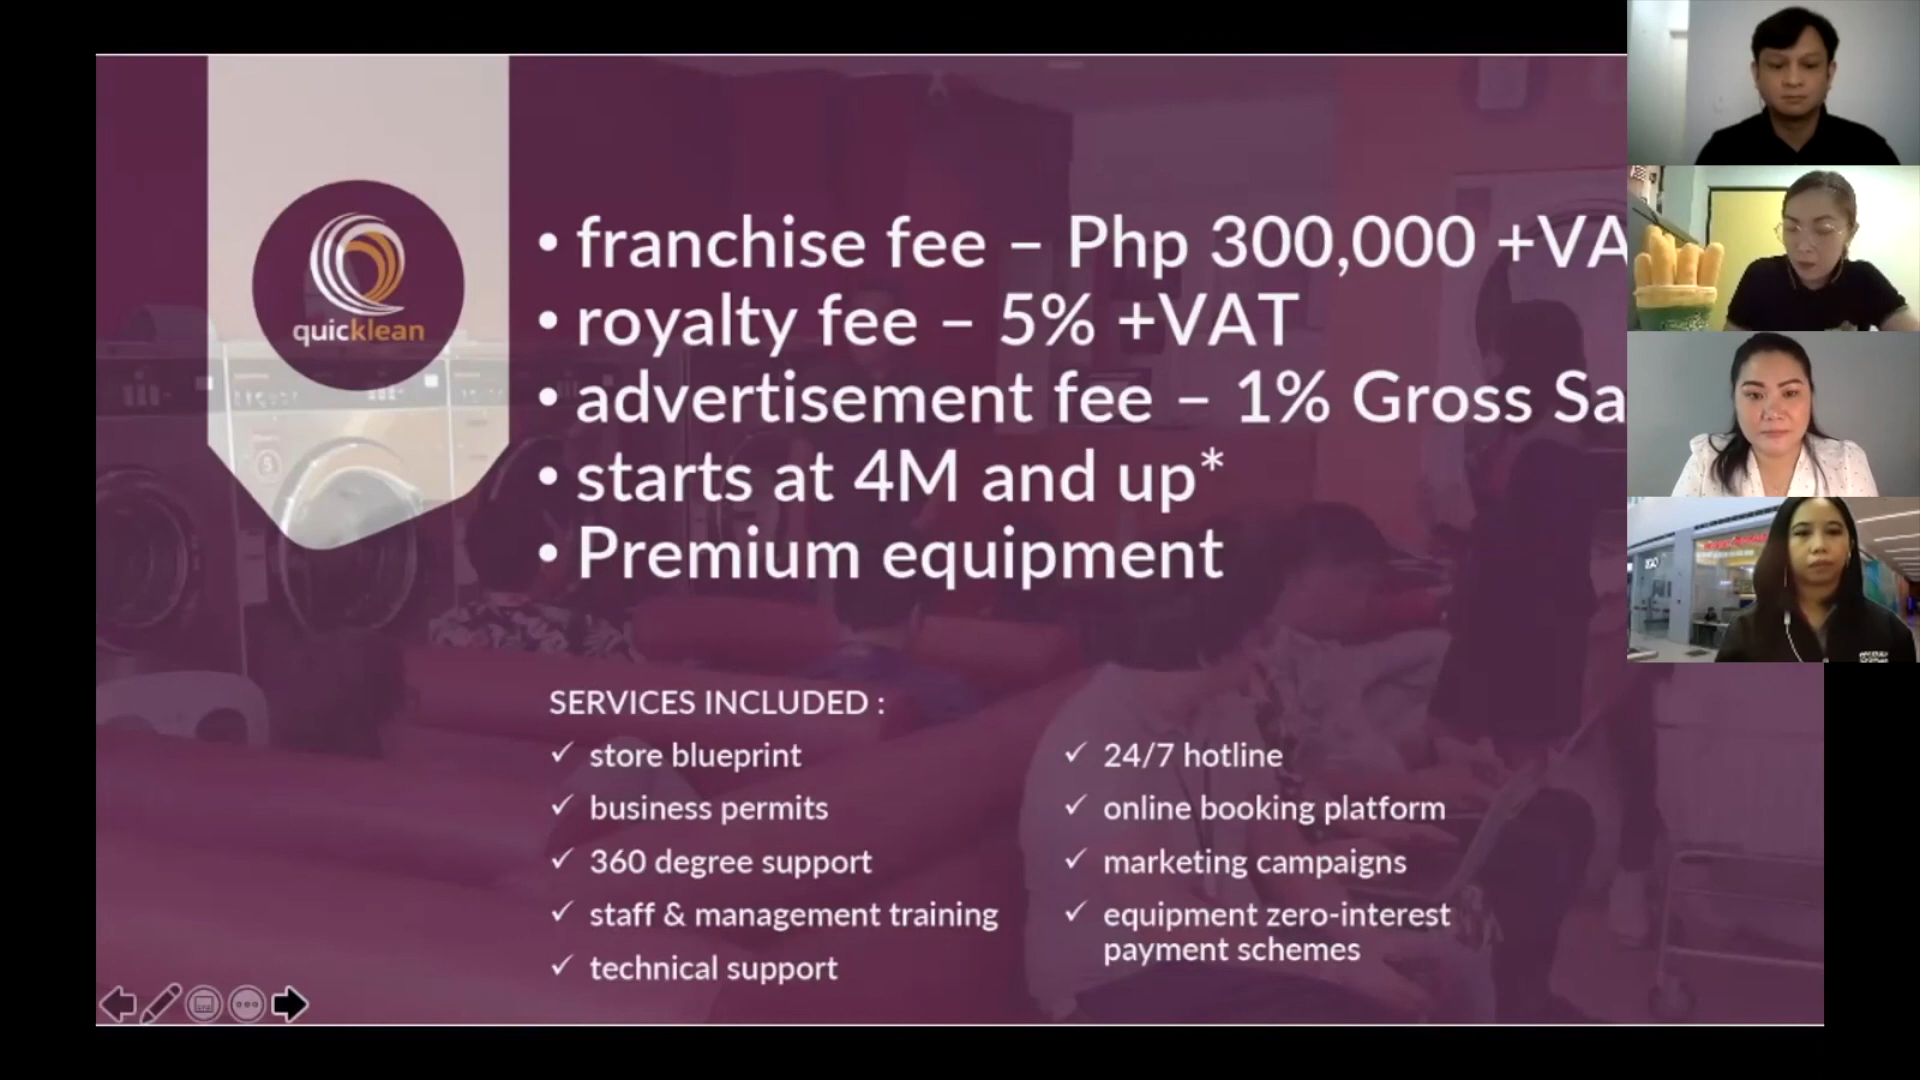 quicklean
• franchise fee – Php 300,000 +VA
• royalty fee – 5% +VAT
• advertisement fee – 1% Gross Sa
• starts at 4M and up*
• Premium equipment
SERVICES INCLUDED :
✓ store blueprint
✓ business permits
✓ 360 degree support
✓ staff & management training
✓ technical support
✓ 24/7 hotline
✓ online booking platform
✓ marketing campaigns
✓ equipment zero-interest
payment schemes